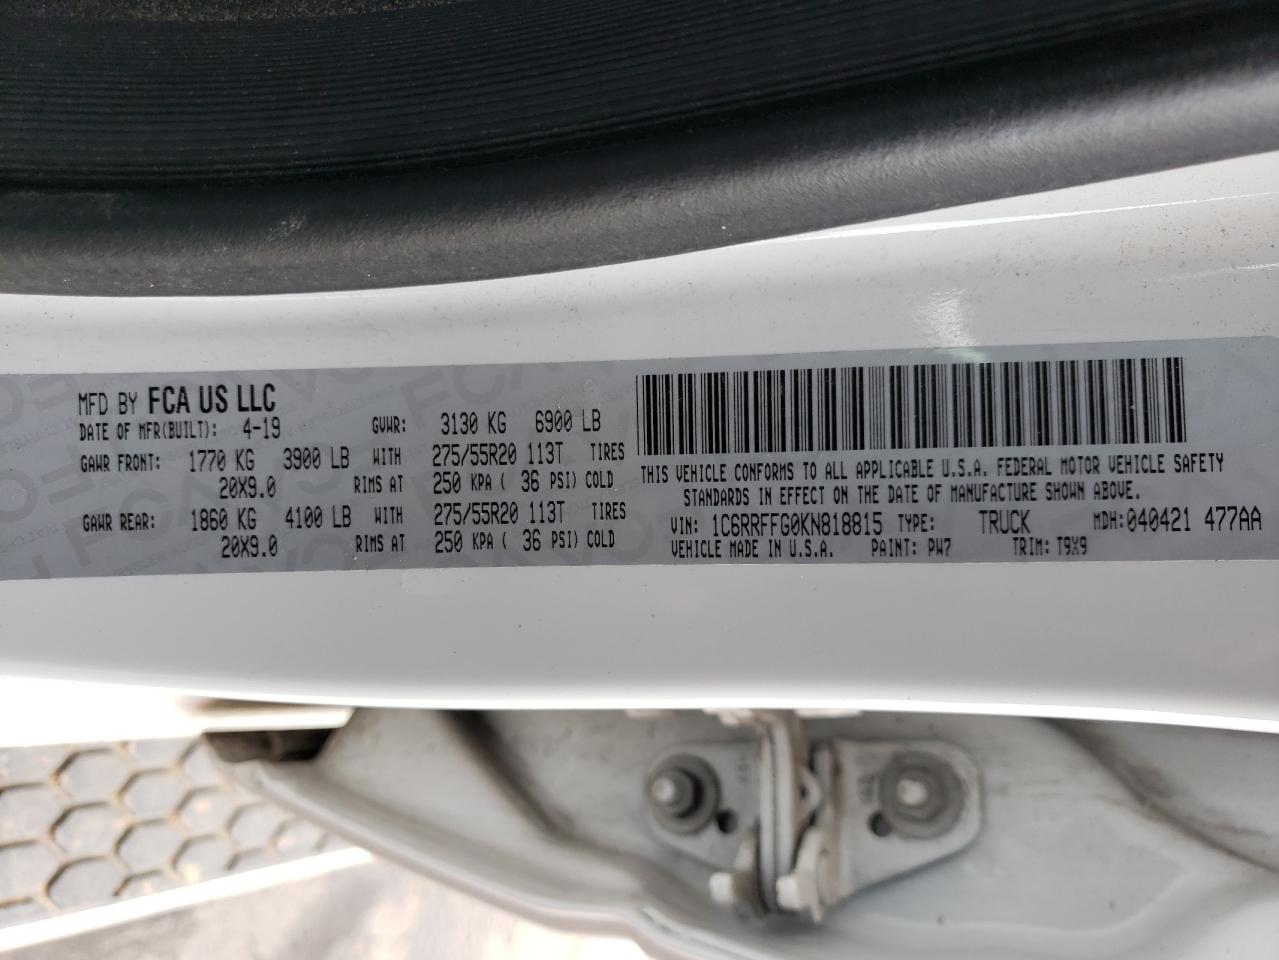 MFD BY FCA US LLC
DATE OF MFR(BUILT): 4-19 GVWR: 3130 KG 6900 LB
GAWR FRONT: 1770 KG 3900 LB WITH 275/55R20 113T TIRES
20X9.0 RIMS AT 250 KPA ( 36 PSI) COLD
GAWR REAR: 1860 KG 4100 LB WITH 275/55R20 113T TIRES
20X9.0 RIMS AT 250 KPA ( 36 PSI) COLD
THIS VEHICLE CONFORMS TO ALL APPLICABLE U.S.A. FEDERAL MOTOR VEHICLE SAFETY
STANDARDS IN EFFECT ON THE DATE OF MANUFACTURE SHOWN ABOVE.
VIN: 1C6RRFFG0KN818815 TYPE: TRUCK MDH:040421 477AA
VEHICLE MADE IN U.S.A. PAINT: PW7 TRIM: T9X9